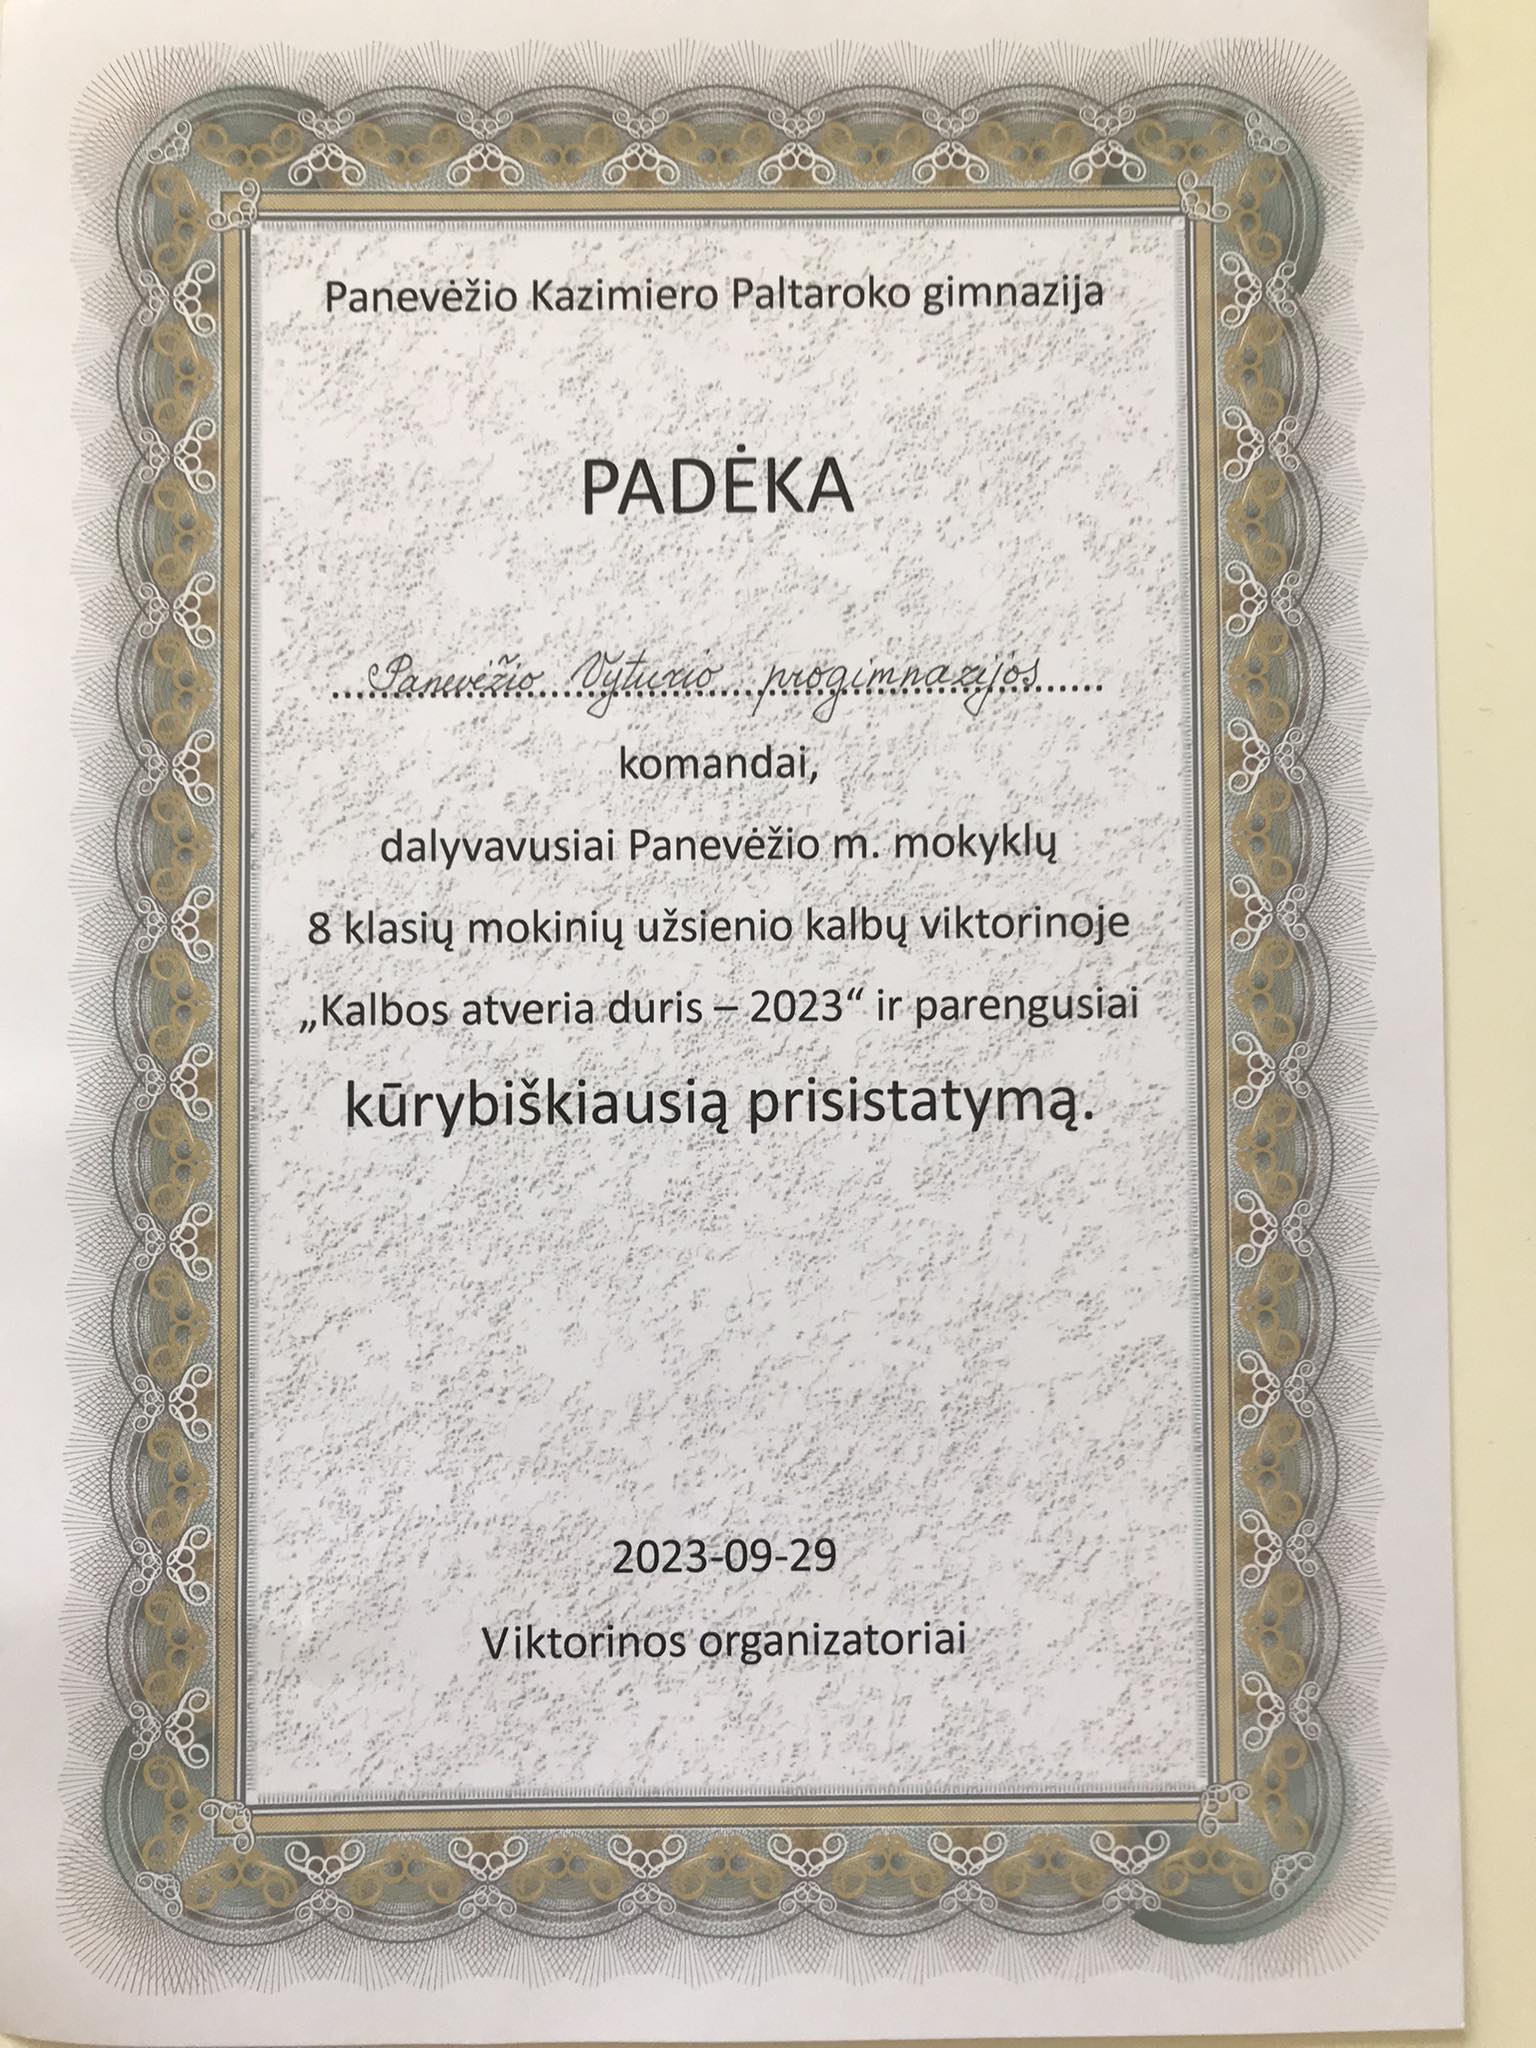 Panevėžio Kazimiero Paltaroko gimnazija
PADĖKA
Panevėžio Vyturio progimnazijos
komandai,
dalyvavusiai Panevėžio m. mokyklų
8 klasių mokinių užsienio kalbų viktorinoje
„Kalbos atveria duris – 2023“ ir parengusiai
kūrybiškiausią prisistatymą.
2023-09-29
Viktorinos organizatoriai